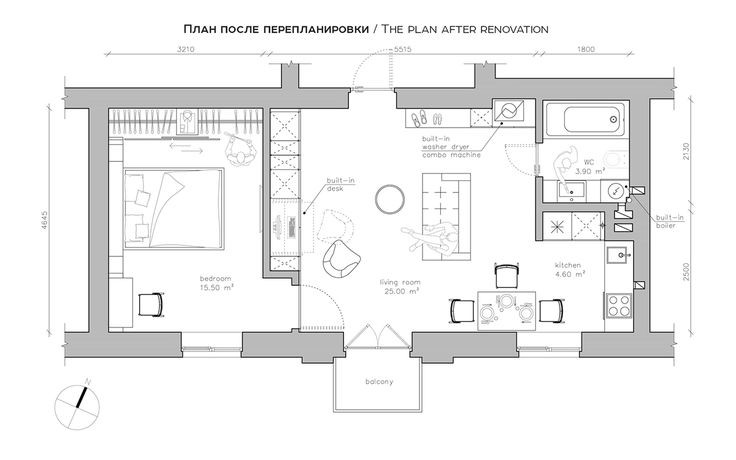 План после перепланировки / The plan after renovation
3210
5515
1800
4645
2130
2500
built-in
washer dryer
combo machine
WC
3.90 m²
built-in
desk
built-in
boiler
bedroom
15.50 m²
living room
25.00 m²
kitchen
4.60 m²
balcony
N